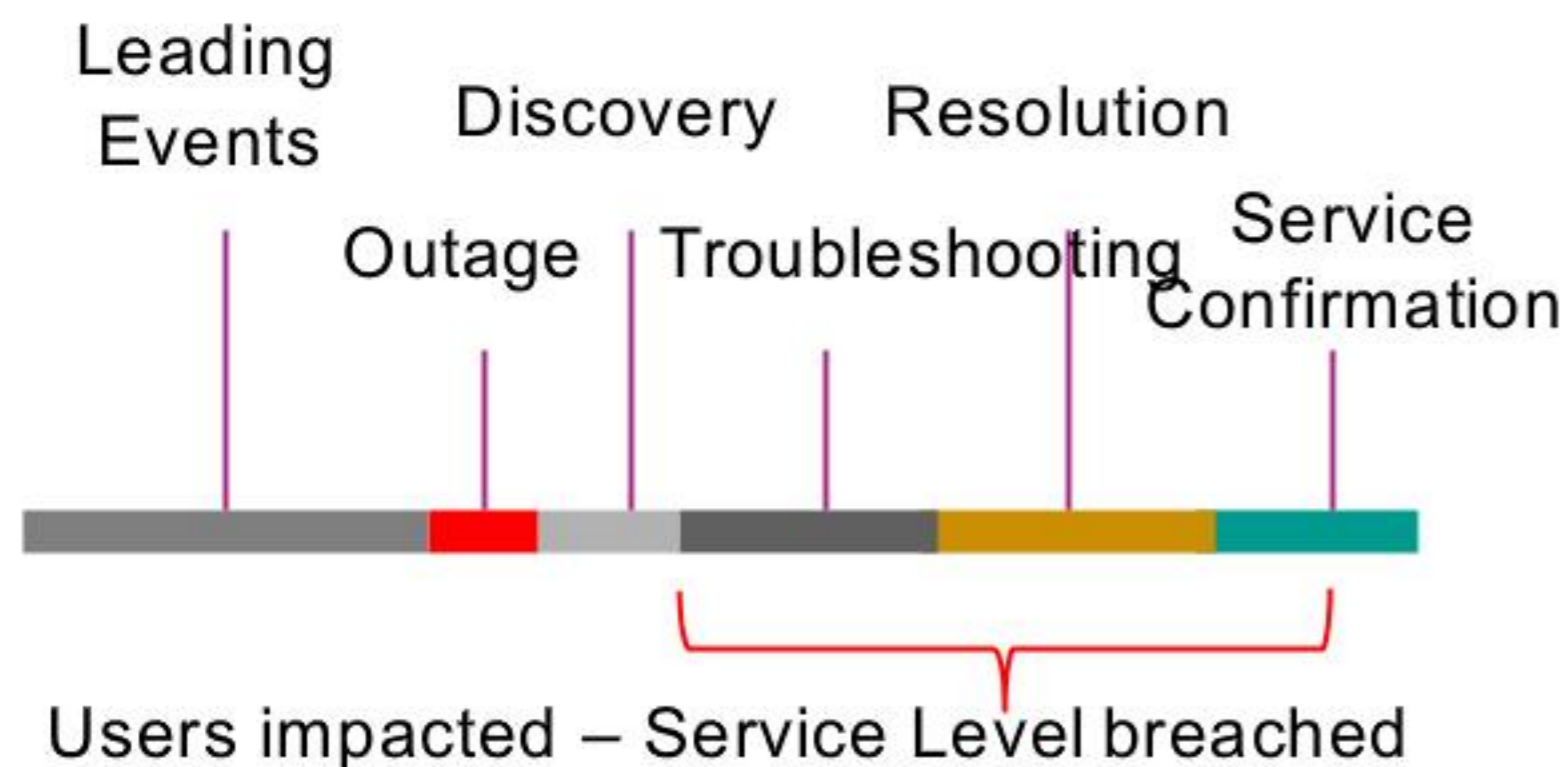 Leading
Events
Discovery
Resolution
Outage
Troubleshooting
Service
Confirmation
Users impacted – Service Level breached